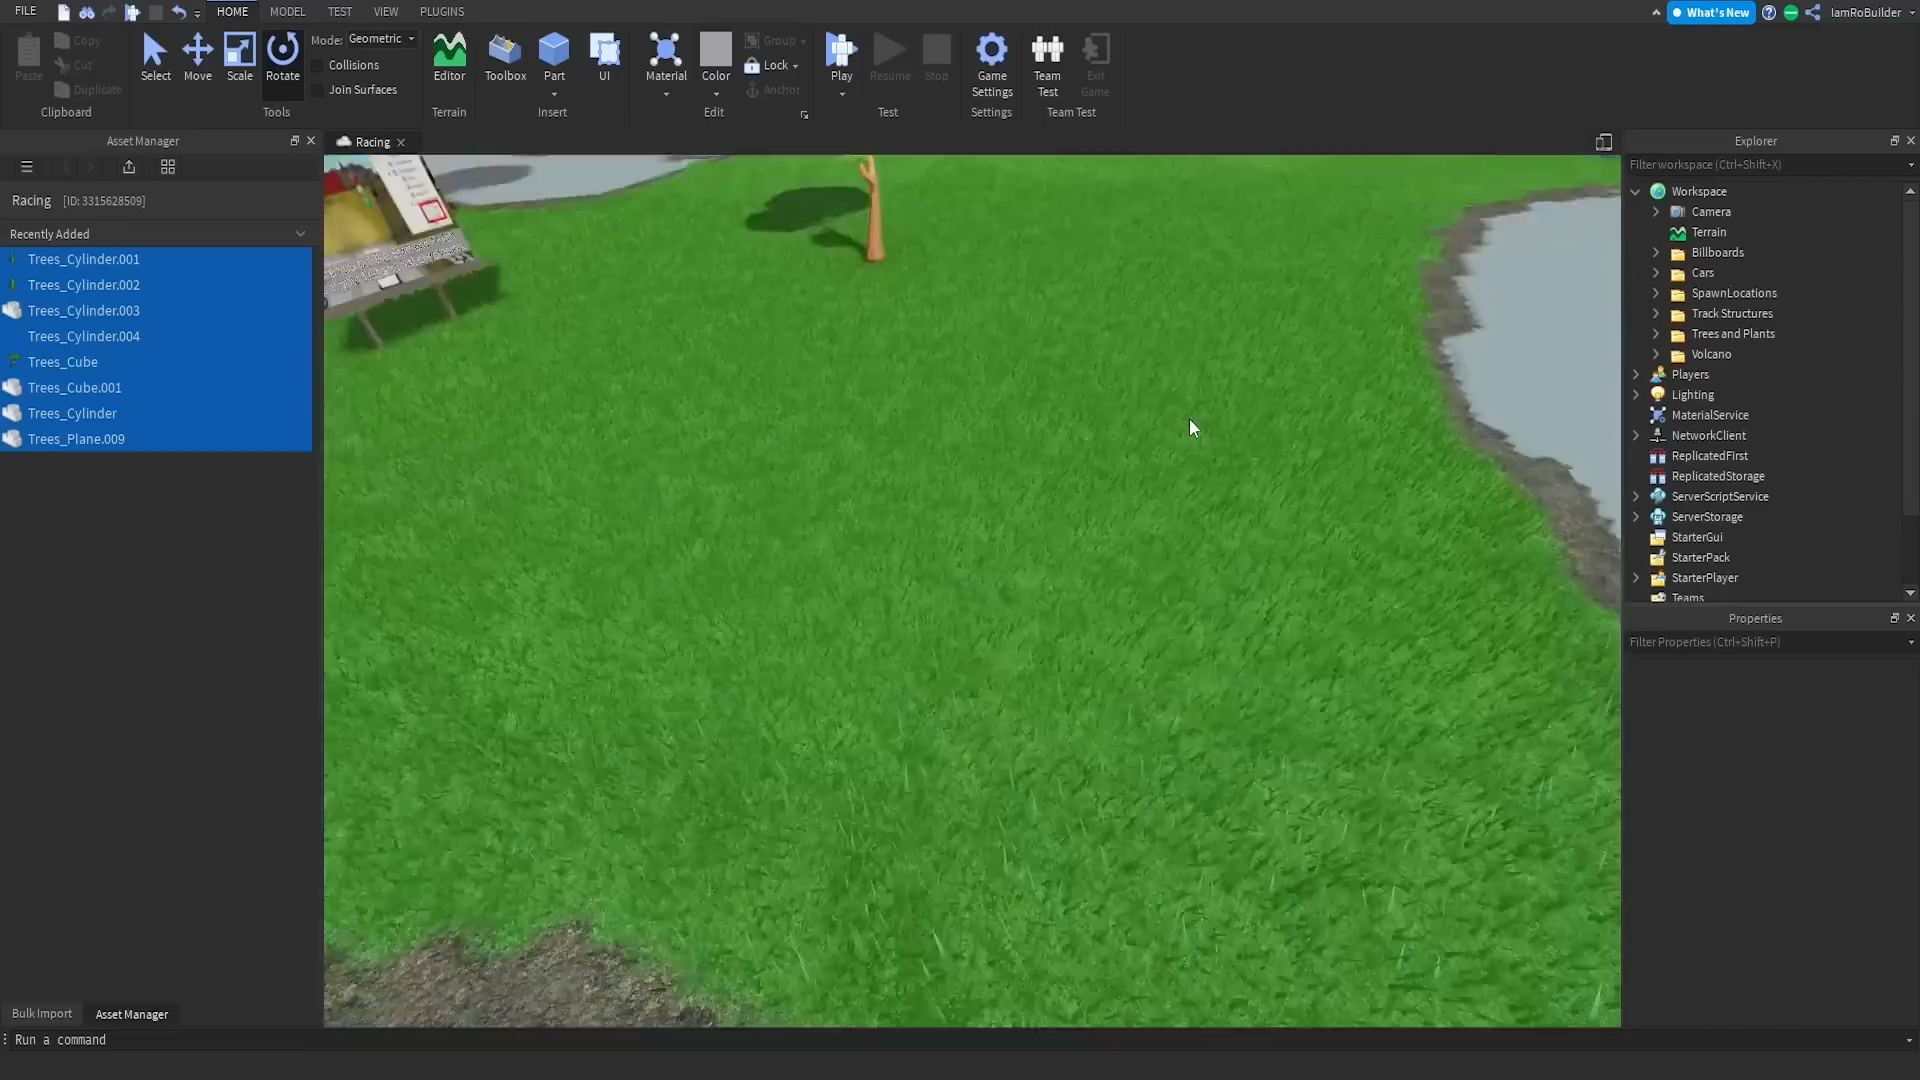 FILE
HOME
MODEL
TEST
VIEW
PLUGINS
What's New
IamRoBuilder
Paste
Copy
Cut
Duplicate
Clipboard
Select
Move
Scale
Rotate
Mode: Geometric
Collisions
Join Surfaces
Tools
Editor
Terrain
Toolbox
Part
UI
Insert
Material
Color
Group
Lock
Anchor
Edit
Play
Resume
Stop
Test
Game
Settings
Settings
Team
Test
Exit
Game
Team Test
Asset Manager
Racing [ID: 3315628509]
Recently Added
Trees_Cylinder.001
Trees_Cylinder.002
Trees_Cylinder.003
Trees_Cylinder.004
Trees_Cube
Trees_Cube.001
Trees_Cylinder
Trees_Plane.009
Bulk Import
Asset Manager
Run a command
Racing
Explorer
Filter workspace (Ctrl+Shift+X)
Workspace
Camera
Terrain
Billboards
Cars
SpawnLocations
Track Structures
Trees and Plants
Volcano
Players
Lighting
MaterialService
NetworkClient
ReplicatedFirst
ReplicatedStorage
ServerScriptService
ServerStorage
StarterGui
StarterPack
StarterPlayer
Teams
Properties
Filter Properties (Ctrl+Shift+P)